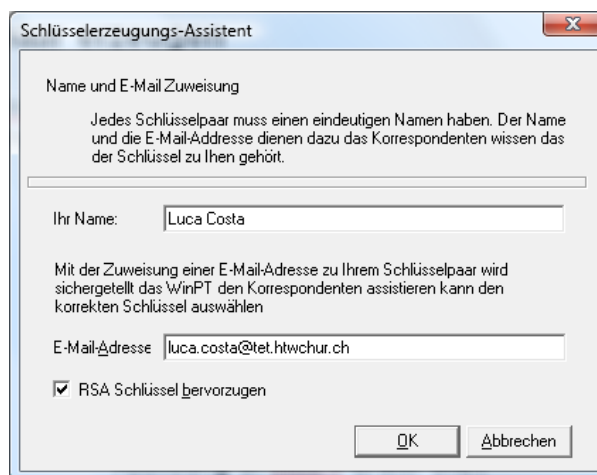 Schlüsselerzeugungs-Assistent
Name und E-Mail Zuweisung
Jedes Schlüsselpaar muss einen eindeutigen Namen haben. Der Name
und die E-Mail-Addresse dienen dazu das Korrespondenten wissen das
der Schlüssel zu Ihen gehört.
Ihr Name:
Luca Costa
Mit der Zuweisung einer E-Mail-Adresse zu Ihrem Schlüsselpaar wird
sichergetellt das WinPT den Korrespondenten assistieren kann den
korrekten Schlüssel auswählen
E-Mail-Adresse
luca.costa@tet.htwchur.ch
RSA Schlüssel bervorzugen
OK
Abbrechen